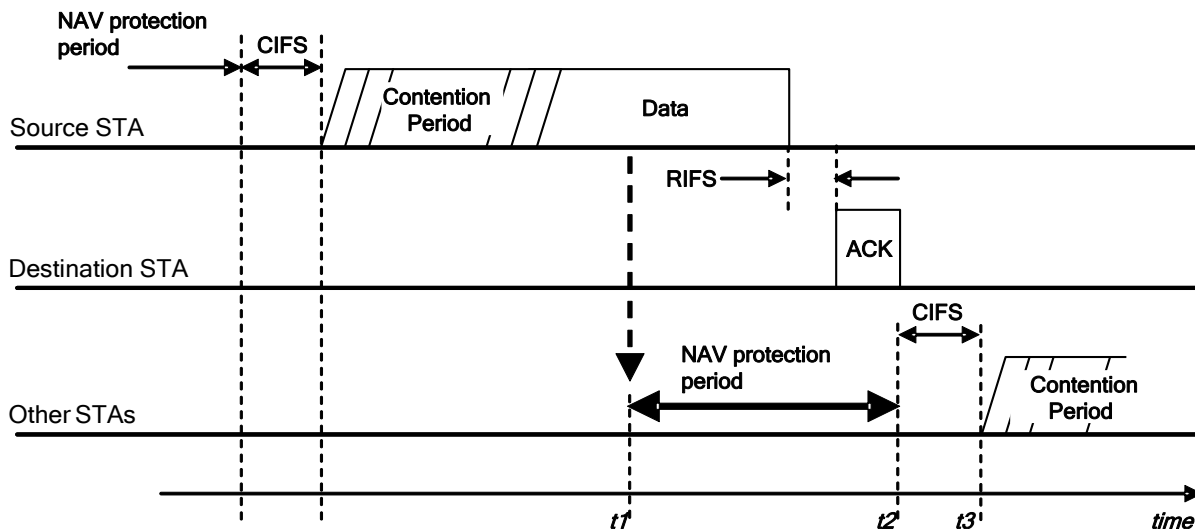 NAV protection
period
CIFS
Contention
Period
Data
Source STA
RIFS
ACK
Destination STA
CIFS
NAV protection
period
Contention
Period
Other STAs
t1
t2
t3
time